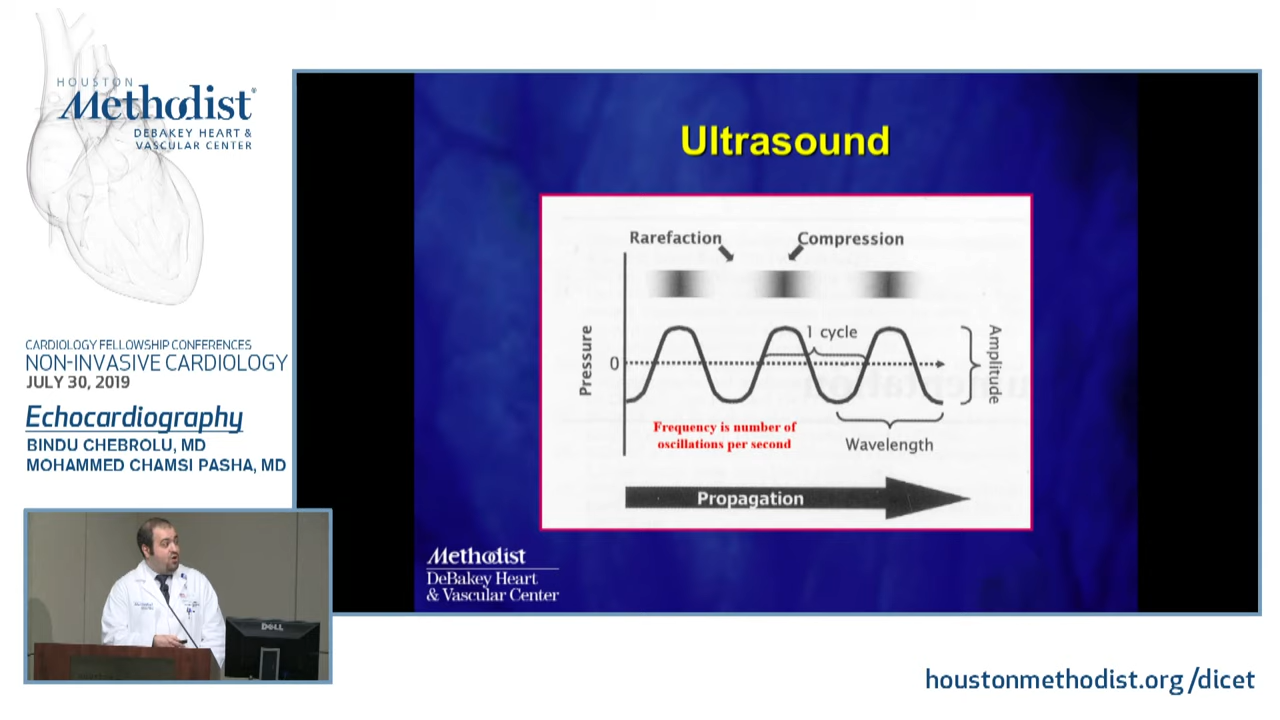 HOUSTON
Methodist®
DEBAKEY HEART &
VASCULAR CENTER
CARDIOLOGY FELLOWSHIP CONFERENCES
NON-INVASIVE CARDIOLOGY
JULY 30, 2019
Echocardiography
BINDU CHEBROLU, MD
MOHAMMED CHAMSI PASHA, MD
Ultrasound
Rarefaction
Compression
1 cycle
Pressure
0
Amplitude
Frequency is number of
oscillations per second
Wavelength
Propagation
Methodist
DeBakey Heart
& Vascular Center
DELL
houstonmethodist.org/dicet